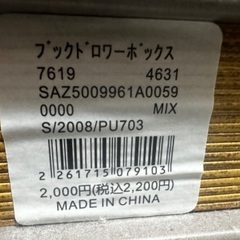 ﾌﾞｯｸﾄﾞﾛﾜｰﾎﾞｯｸｽ
7619 4631
SAZ5009961A0059
0000 MIX
S/2008/PU703
2 261715 079103
2,000円(税込2,200円)
MADE IN CHINA